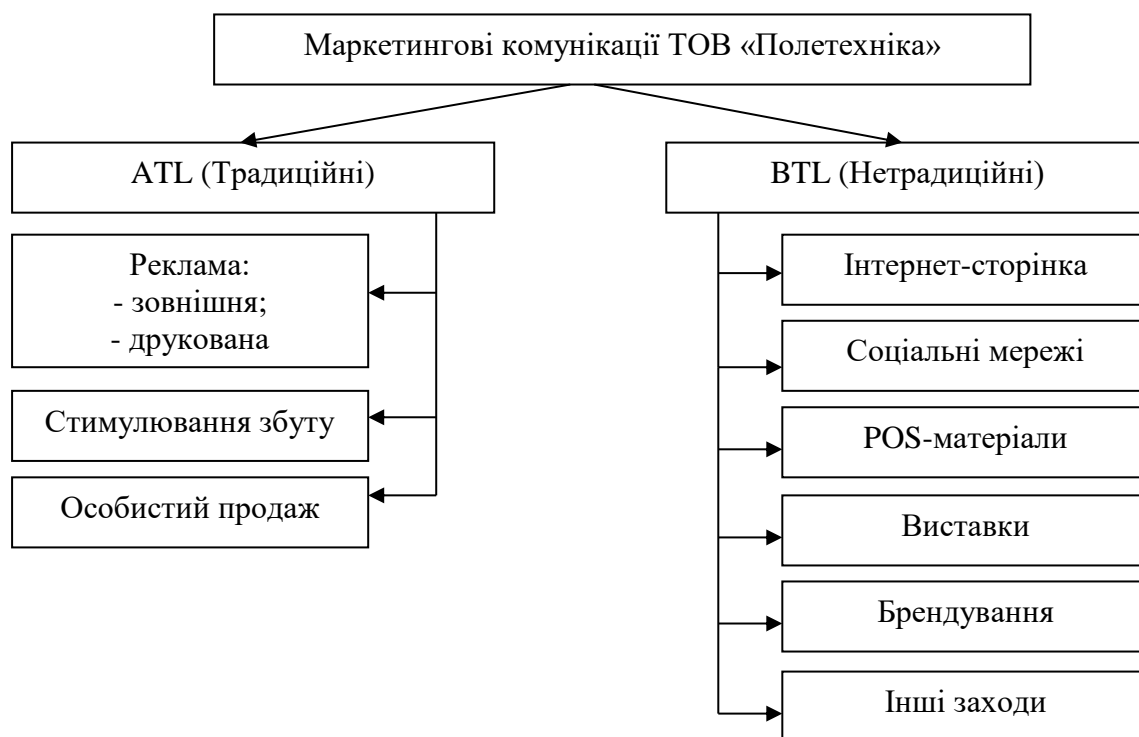 Маркетингові комунікації ТОВ «Полетехніка»
ATL (Традиційні)
Реклама:
- зовнішня;
- друкована
Стимулювання збуту
Особистий продаж
BTL (Нетрадиційні)
Інтернет-сторінка
Соціальні мережі
POS-матеріали
Виставки
Брендування
Інші заходи